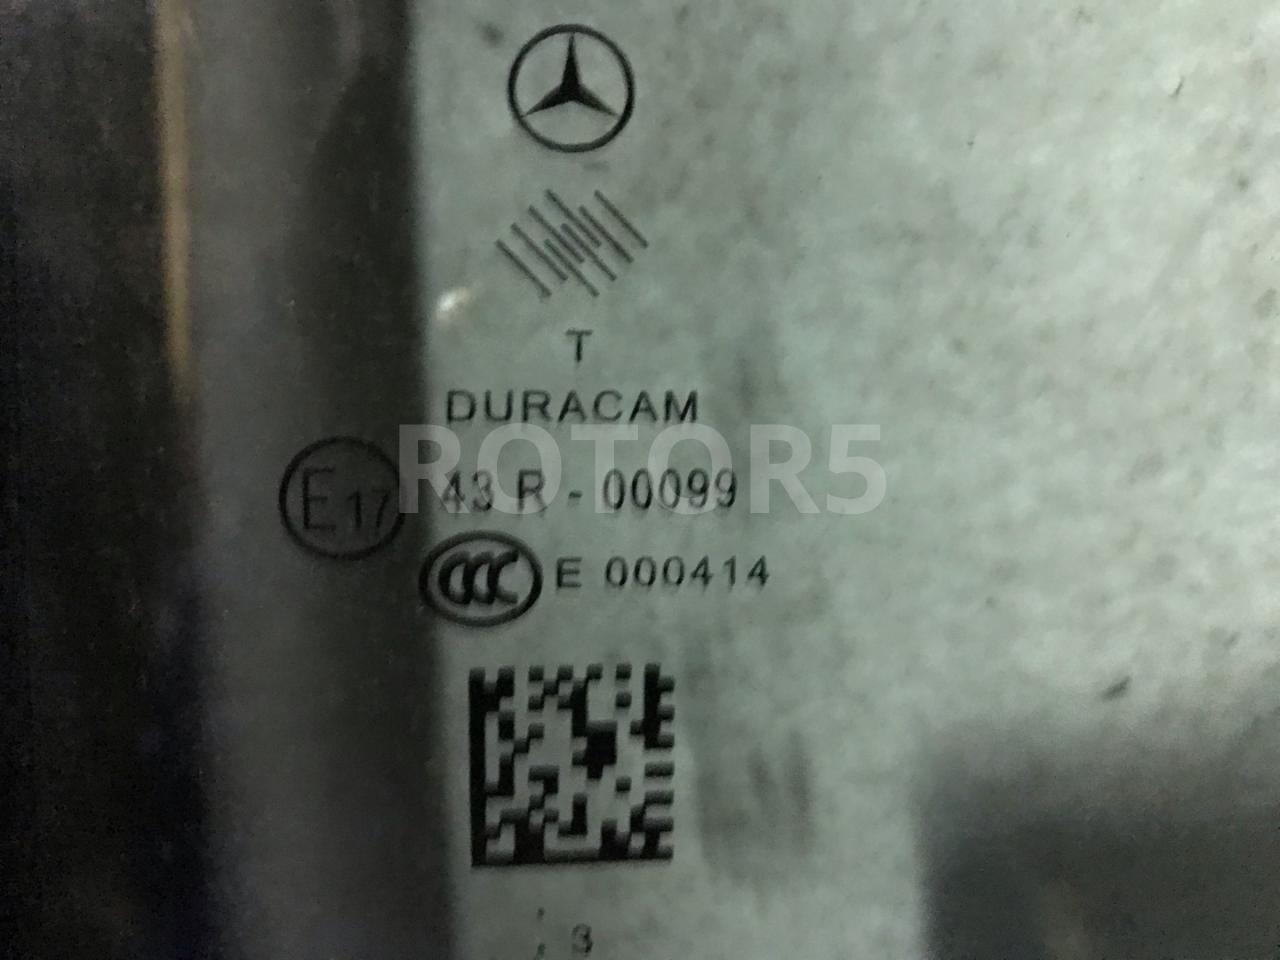 T
DURACAM
ROTOR5
E17 43 R - 00099
CCC E 000414
3